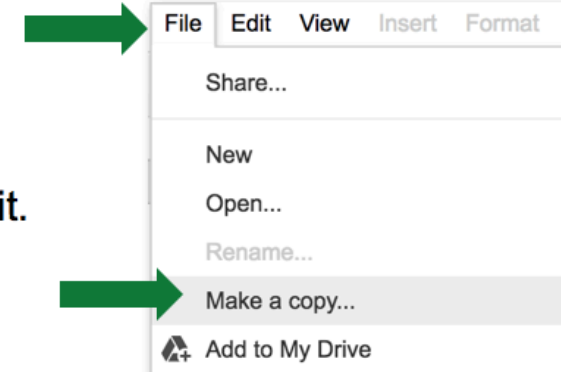 File Edit View Insert Format
Share...
New
it.
Open...
Rename...
Make a copy...
Add to My Drive